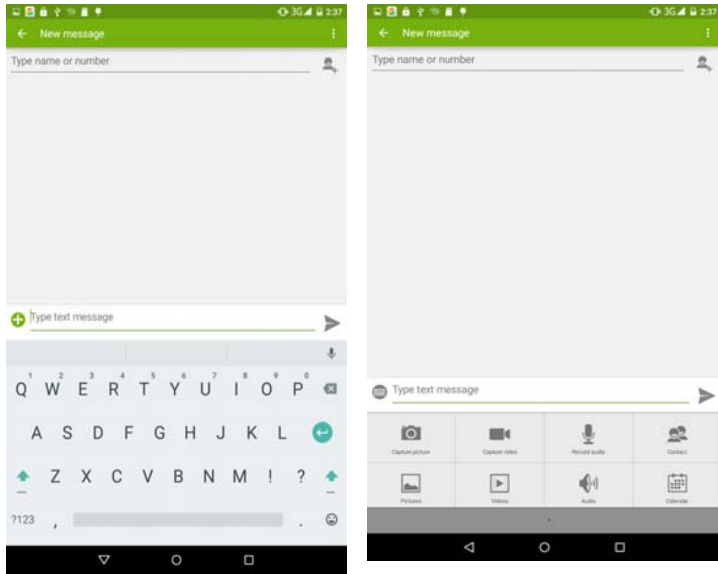 3G 2:37
New message
Type name or number
Type text message
1 2 3 4 5 6 7 8 9 0
Q W E R T Y U I O P
A S D F G H J K L
Z X C V B N M ! ?
?123 , .
3G 2:37
New message
Type name or number
Type text message
Capture picture Capture video Record audio Contact
Pictures Videos Audio Calendar